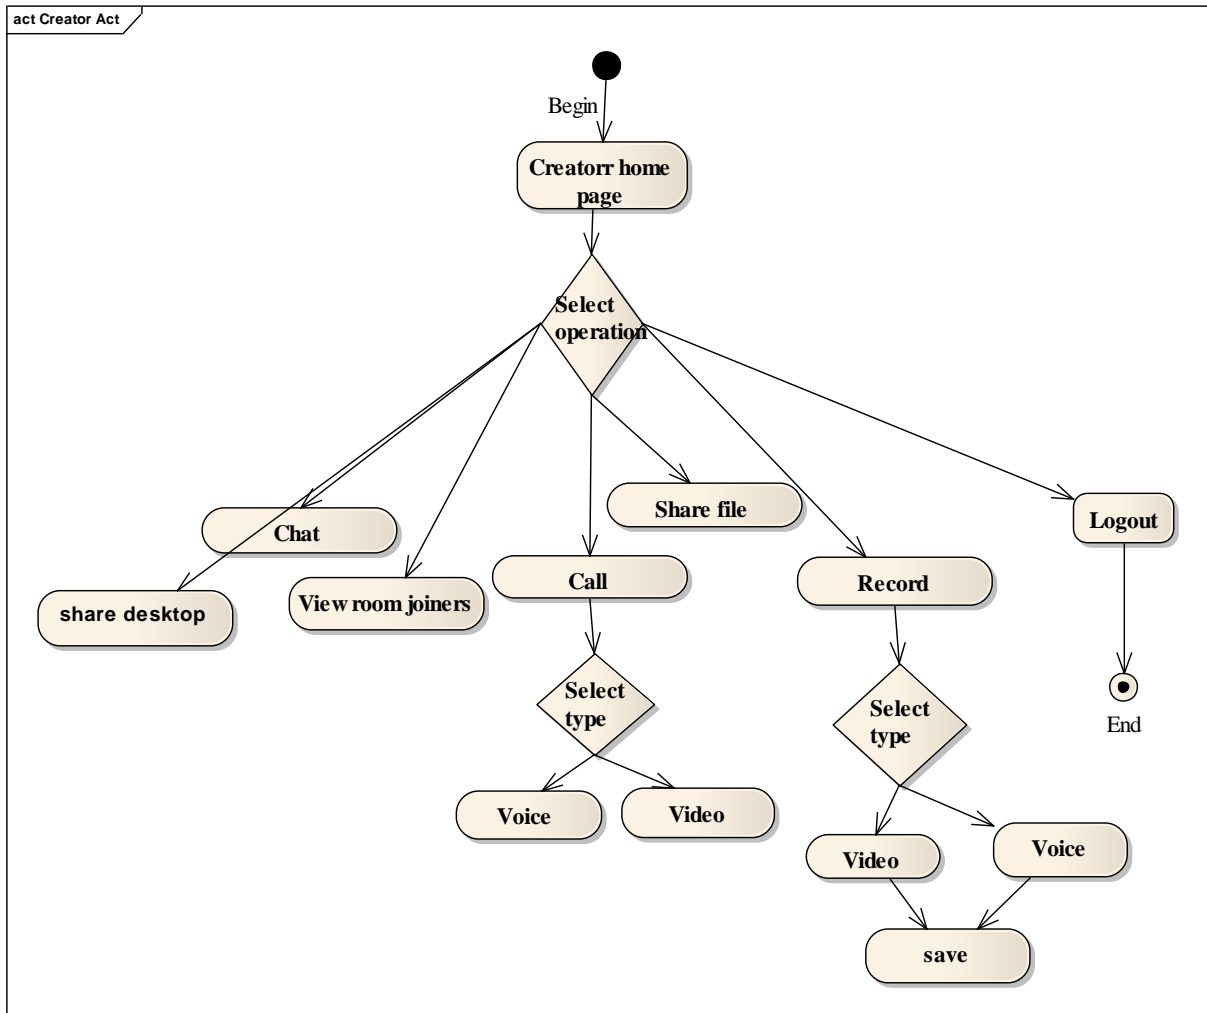 act Creator Act
Begin
Creatorr home
page
Select
operation
Chat
share desktop
View room joiners
Call
Share file
Record
Logout
Select
type
Select
type
End
Voice
Video
Video
Voice
save